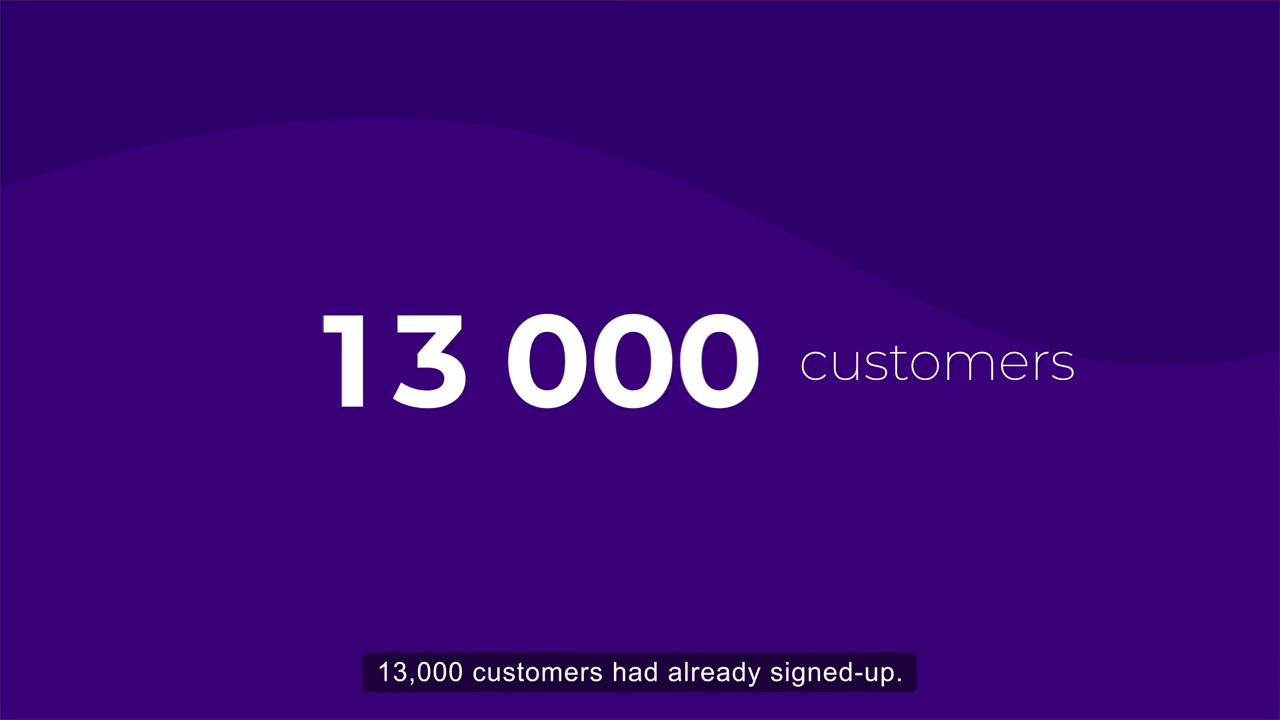 13 000 customers
13,000 customers had already signed-up.